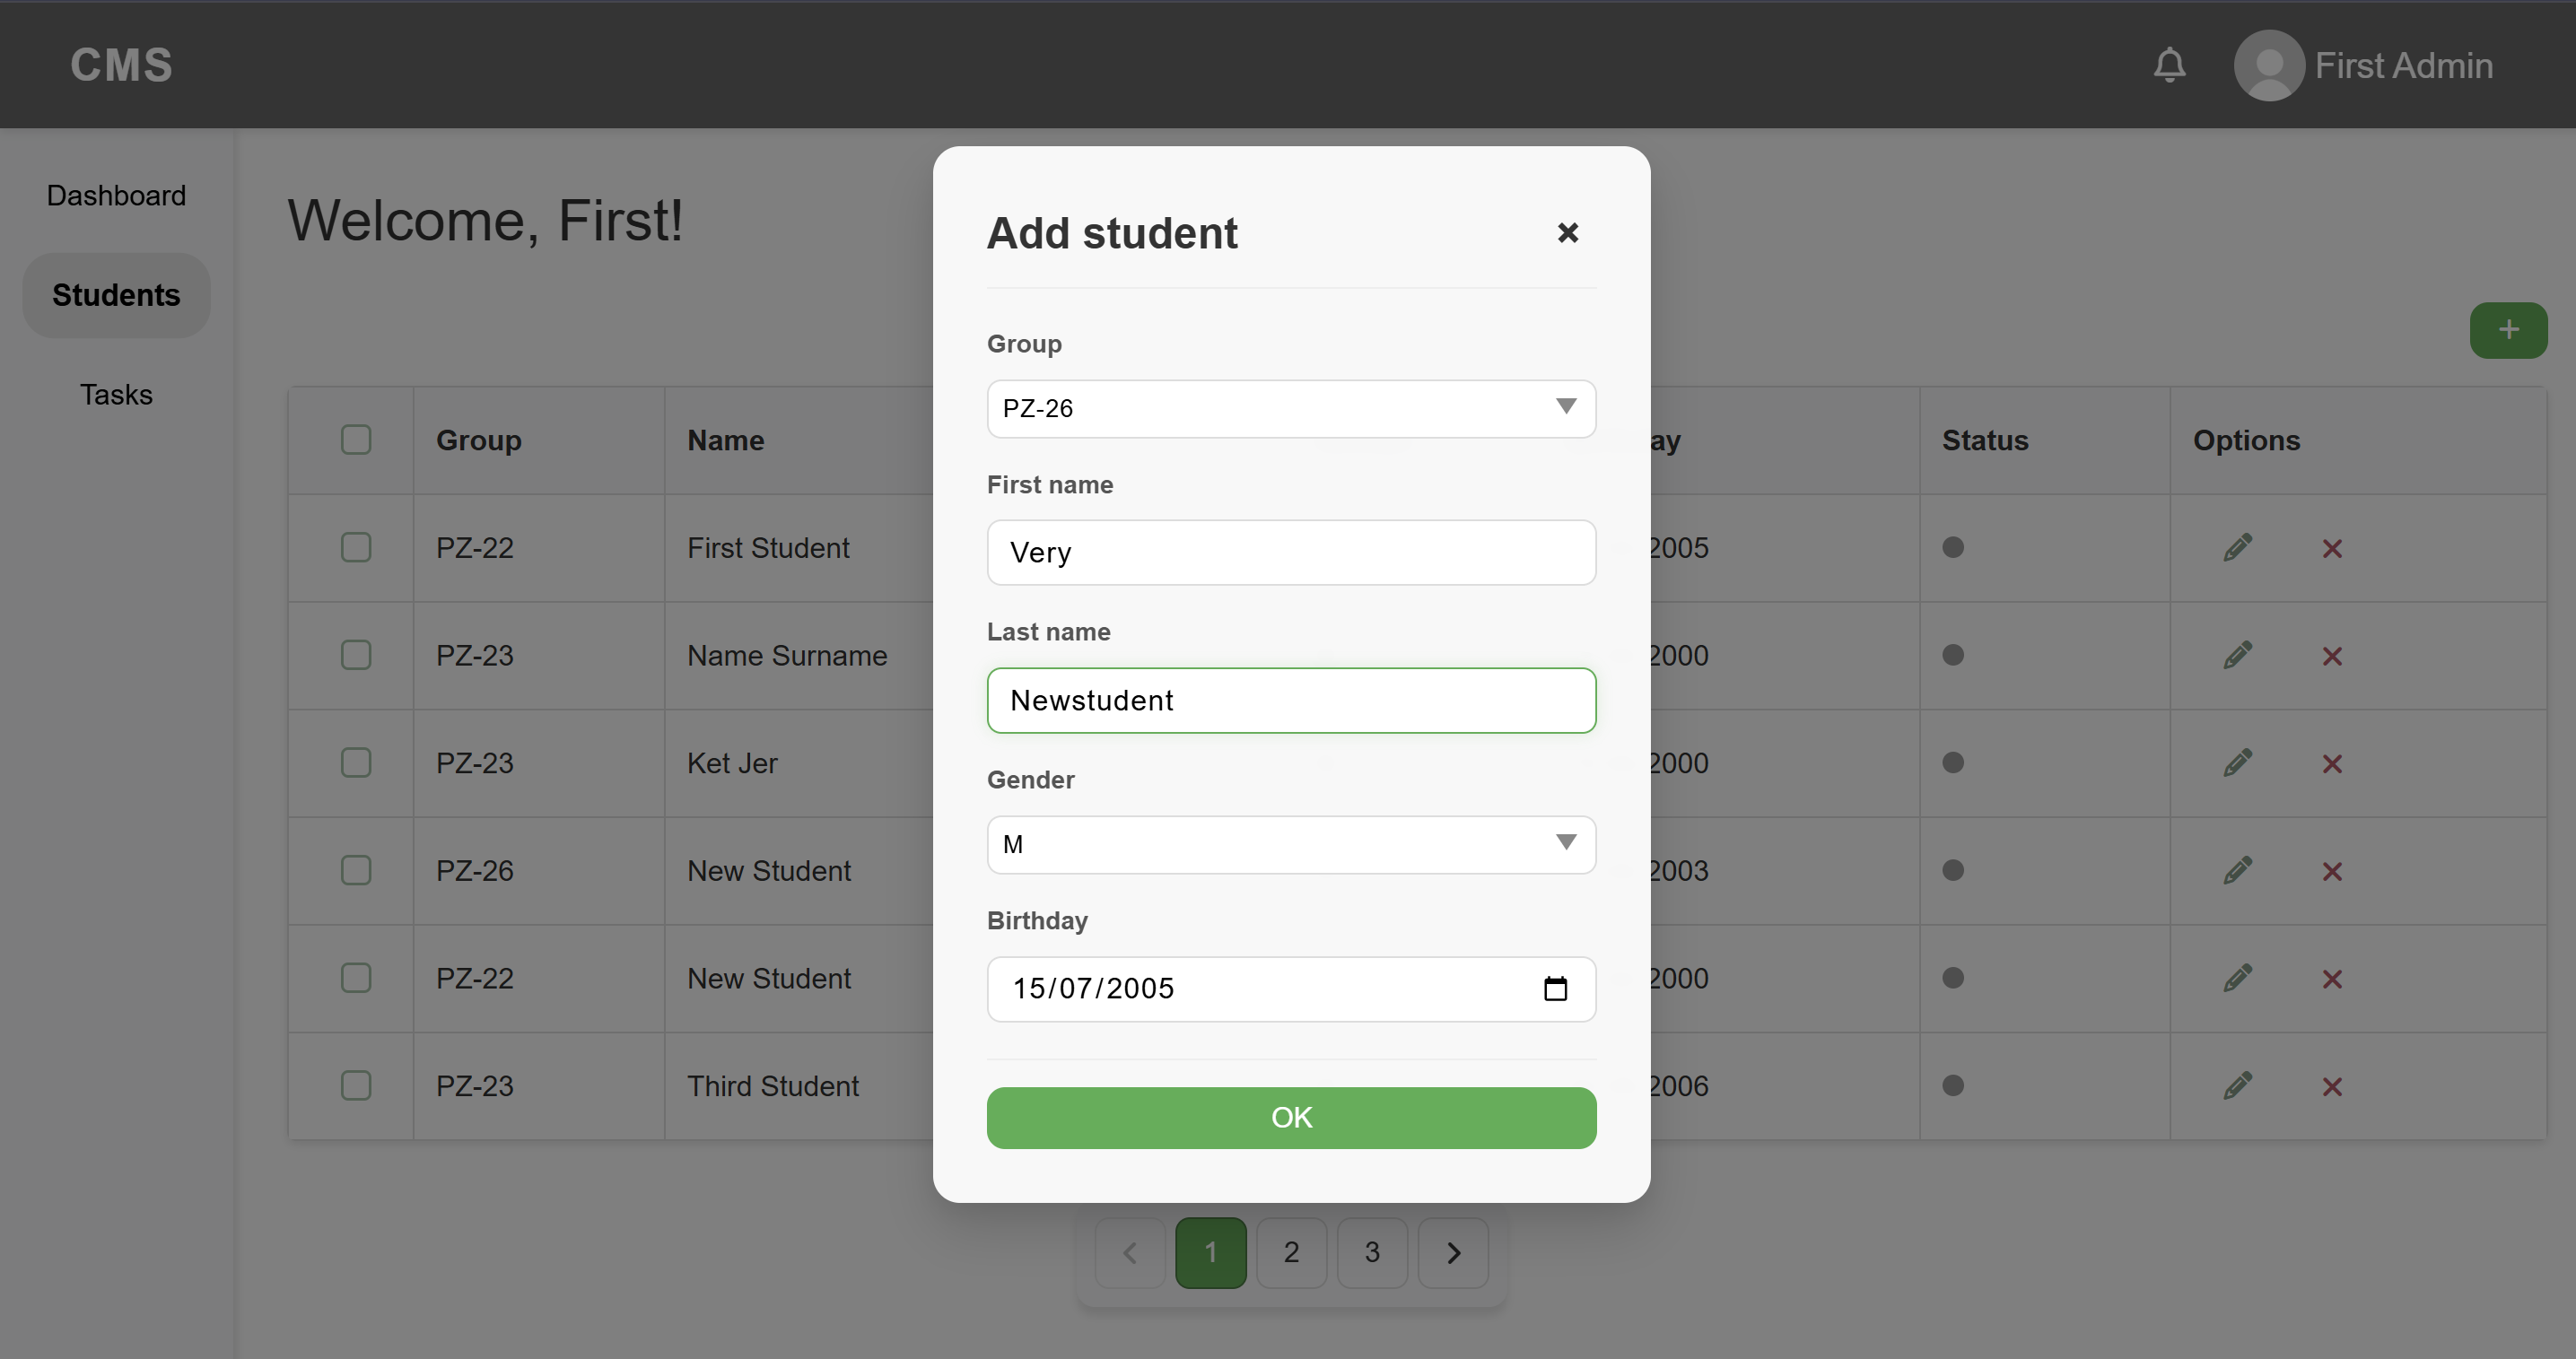 CMS
First Admin
Dashboard
Students
Tasks
Welcome, First!
+
Group Name ay Status Options
PZ-22 First Student 2005
PZ-23 Name Surname 2000
PZ-23 Ket Jer 2000
PZ-26 New Student 2003
PZ-22 New Student 2000
PZ-23 Third Student 2006
Add student
Group
PZ-26
First name
Very
Last name
Newstudent
Gender
M
Birthday
15/07/2005
OK
1 2 3